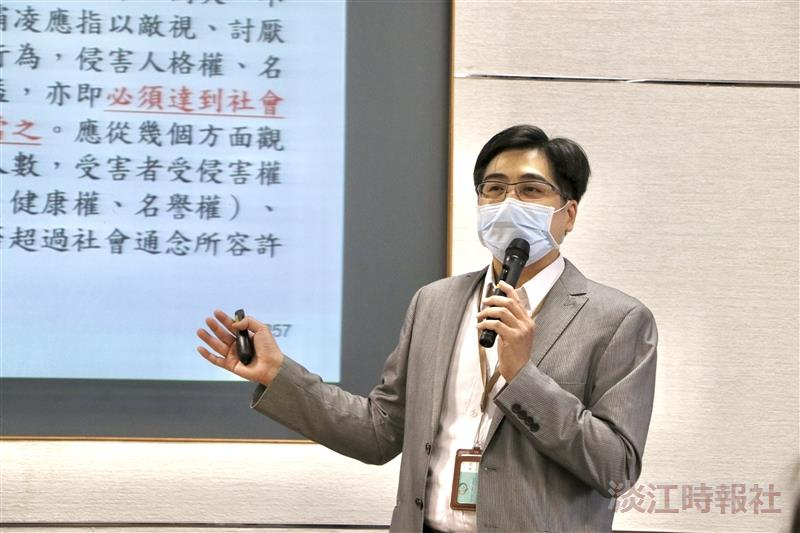 凌應指以敵視、討厭
行為，侵害人格權、名
，亦即必須達到社會
當之。應從幾個方面觀
人數，受害者受侵害權
健康權、名譽權）、
超過社會通念所容許
257
淡江時報社